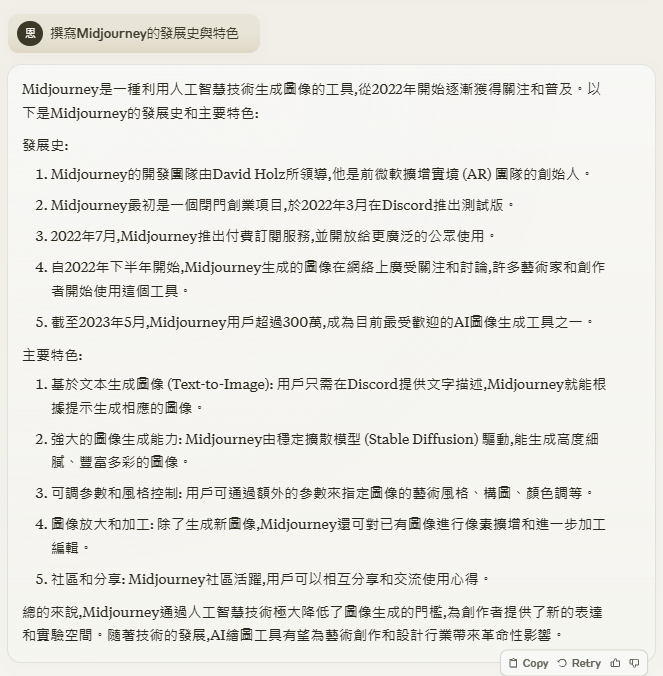 恩 撰寫Midjourney的發展史與特色
Midjourney是一種利用人工智慧技術生成圖像的工具,從2022年開始逐漸獲得關注和普及。以
下是Midjourney的發展史和主要特色:
發展史:
1. Midjourney的開發團隊由David Holz所領導,他是前微軟擴增實境 (AR) 團隊的創始人。
2. Midjourney最初是一個閉門創業項目,於2022年3月在Discord推出測試版。
3. 2022年7月,Midjourney推出付費訂閱服務,並開放給更廣泛的公眾使用。
4. 自2022年下半年開始,Midjourney生成的圖像在網絡上廣受關注和討論,許多藝術家和創作
者開始使用這個工具。
5. 截至2023年5月,Midjourney用戶超過300萬,成為目前最受歡迎的AI圖像生成工具之一。
主要特色:
1. 基於文本生成圖像 (Text-to-Image): 用戶只需在Discord提供文字描述,Midjourney就能根
據提示生成相應的圖像。
2. 強大的圖像生成能力: Midjourney由穩定擴散模型 (Stable Diffusion) 驅動,能生成高度細
膩、豐富多彩的圖像。
3. 可調參數和風格控制: 用戶可通過額外的參數來指定圖像的藝術風格、構圖、顏色調等。
4. 圖像放大和加工: 除了生成新圖像,Midjourney還可對已有圖像進行像素擴增和進一步加工
編輯。
5. 社區和分享: Midjourney社區活躍,用戶可以相互分享和交流使用心得。
總的來說,Midjourney通過人工智慧技術極大降低了圖像生成的門檻,為創作者提供了新的表達
和實驗空間。隨著技術的發展,AI繪圖工具有望為藝術創作和設計行業帶來革命性影響。
Copy Retry